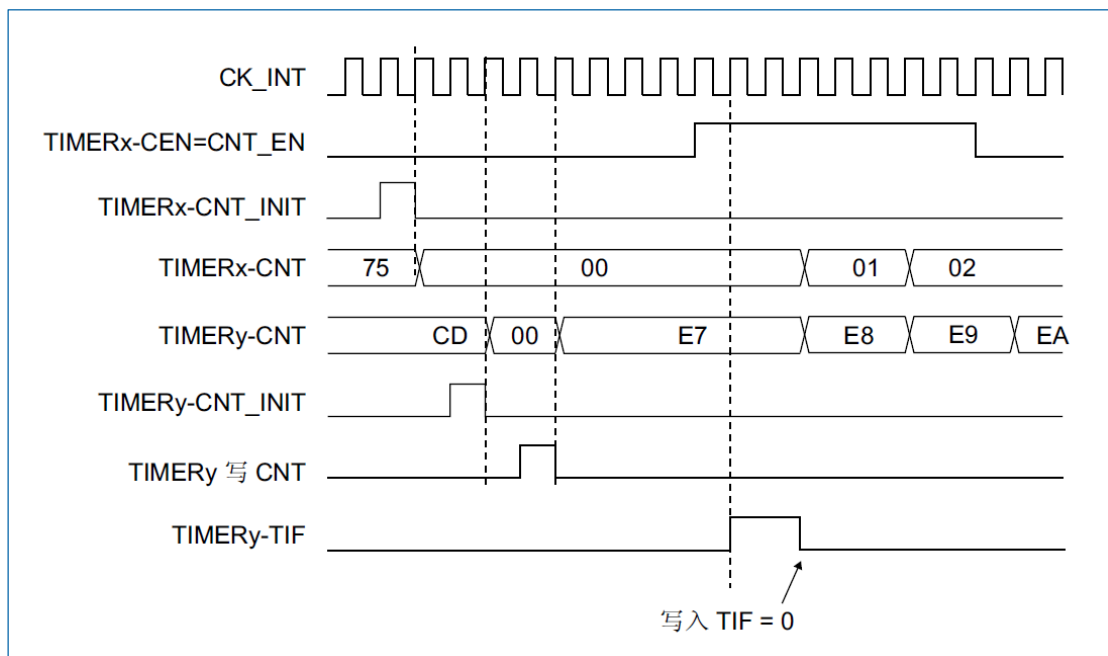 CK_INT
TIMERx-CEN=CNT_EN
TIMERx-CNT_INIT
TIMERx-CNT 75 00 01 02
TIMERy-CNT CD 00 E7 E8 E9 EA
TIMERy-CNT_INIT
TIMERy 写 CNT
TIMERy-TIF
写入 TIF = 0